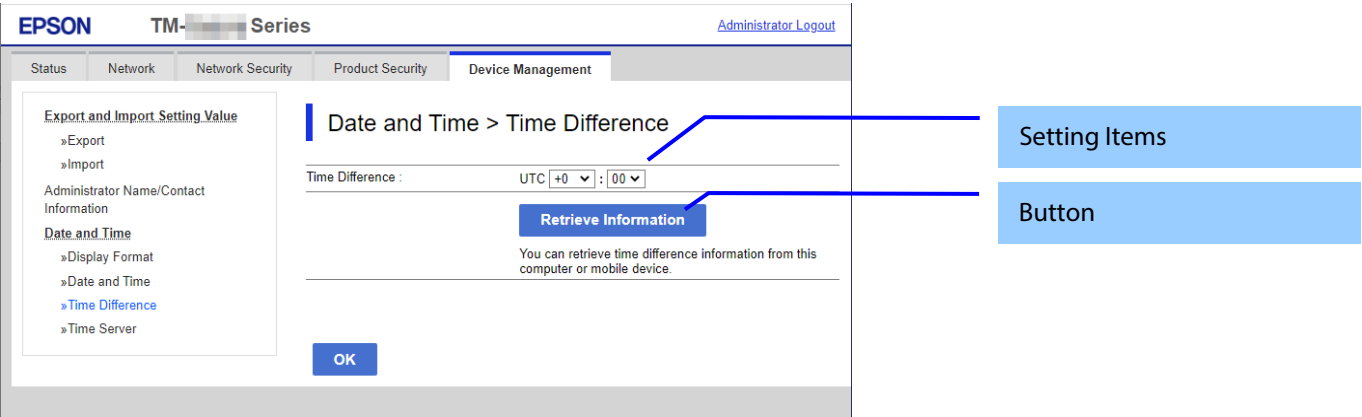 EPSON TM- Series Administrator Logout
Status Network Network Security Product Security Device Management
Export and Import Setting Value
»Export
»Import
Administrator Name/Contact
Information
Date and Time
»Display Format
»Date and Time
»Time Difference
»Time Server
Date and Time > Time Difference
Time Difference : UTC +0 : 00
Retrieve Information
You can retrieve time difference information from this
computer or mobile device.
OK
Setting Items
Button